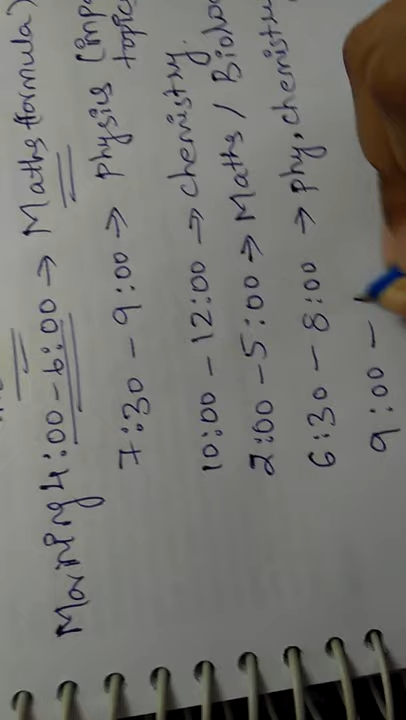 Morning 4:00 - 6:00 → Maths formula)
7:30 - 9:00 → Physics
10:00 - 12:00 → chemistry.
2:00 - 5:00 → Maths /
6:30 - 8:00 → Phy, chemistry
9:00 -